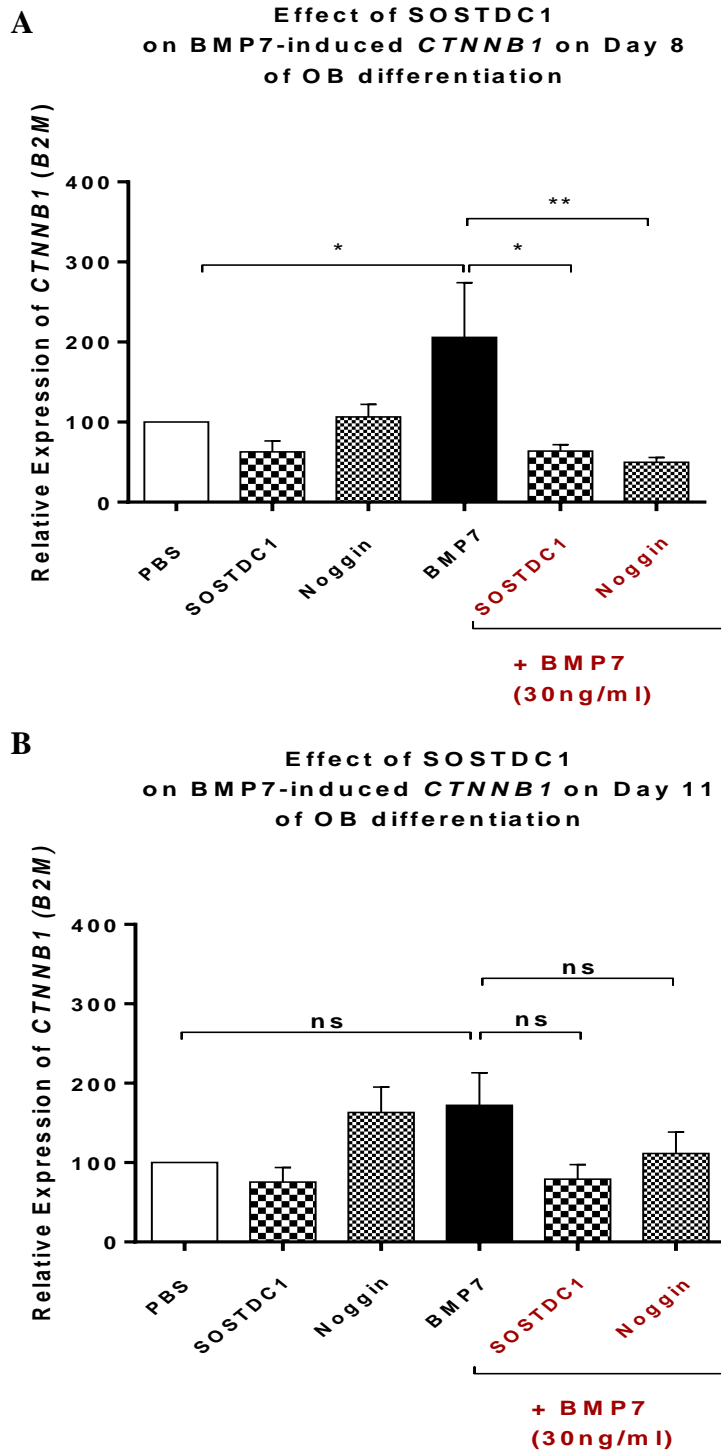 A
Effect of SOSTDC1
on BMP7-induced CTNNB1 on Day 8
of OB differentiation
Relative Expression of CTNNB1 (B2M)
400
300
200
100
0
*
*
**
PBS
SOSTDC1
Noggin
BMP7
SOSTDC1
Noggin
+ BMP7
(30ng/ml)
B
Effect of SOSTDC1
on BMP7-induced CTNNB1 on Day 11
of OB differentiation
Relative Expression of CTNNB1 (B2M)
400
300
200
100
0
ns
ns
ns
PBS
SOSTDC1
Noggin
BMP7
SOSTDC1
Noggin
+ BMP7
(30ng/ml)